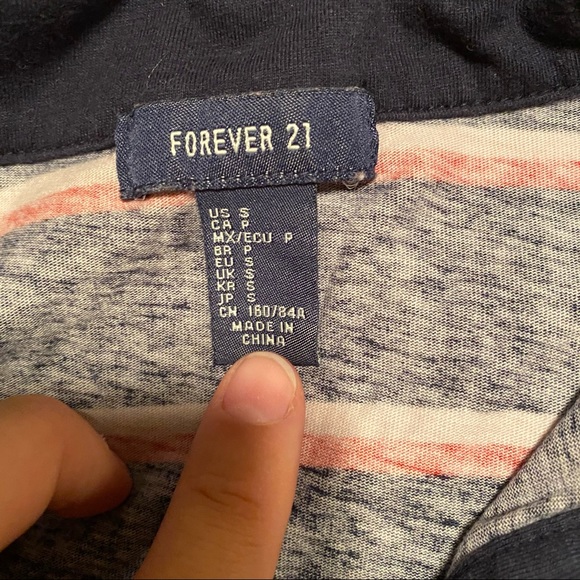 FOREVER 21
US S
CA P
MX/ECU P
BR P
EU S
UK S
KR S
JP S
CN 160/84A
MADE IN
CHINA